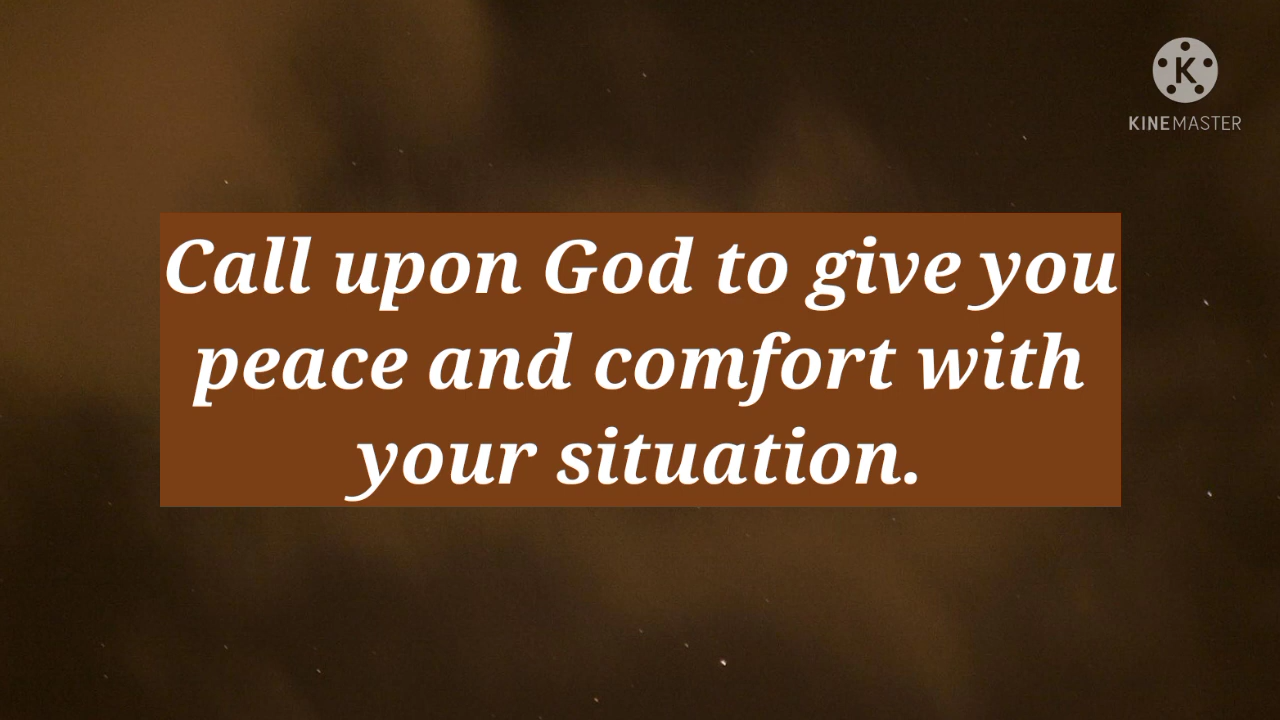 K
KINEMASTER
Call upon God to give you
peace and comfort with
your situation.